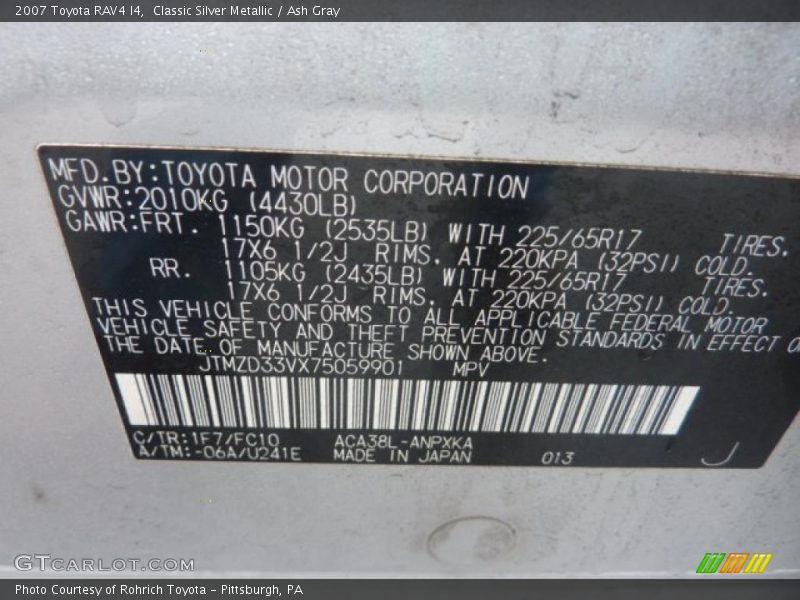 2007 Toyota RAV4 I4,  Classic Silver Metallic / Ash Gray
MFD.BY:TOYOTA MOTOR CORPORATION
GVWR:2010KG (4430LB)
GAWR:FRT. 1150KG (2535LB) WITH 225/65R17 TIRES.
17X6 1/2J RIMS. AT 220KPA (32PSI) COLD.
RR. 1105KG (2435LB) WITH 225/65R17 TIRES.
17X6 1/2J RIMS. AT 220KPA (32PSI) COLD.
THIS VEHICLE CONFORMS TO ALL APPLICABLE FEDERAL MOTOR
VEHICLE SAFETY AND THEFT PREVENTION STANDARDS IN EFFECT
THE DATE OF MANUFACTURE SHOWN ABOVE.
JTMZD33VX75059901 MPV
C/TR:1F7/FC10 ACA38L-ANPXKA
A/TM:-06A/U241E MADE IN JAPAN 013 J
GTCARLOT.COM
Photo Courtesy of Rohrich Toyota - Pittsburgh, PA